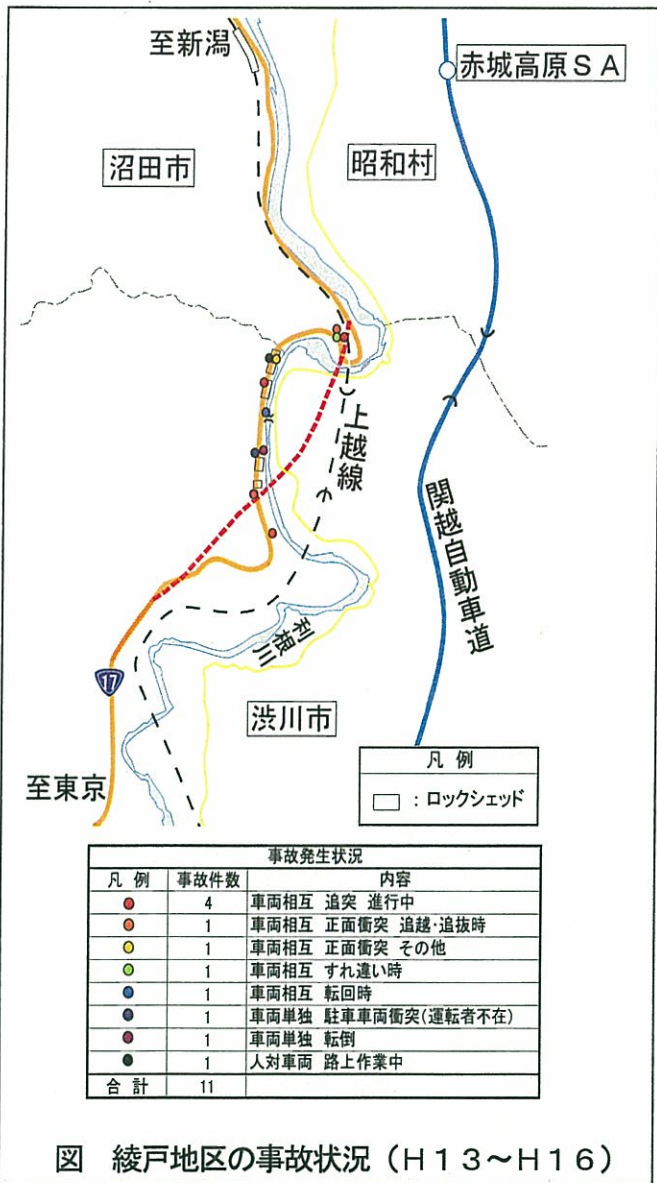 至新潟
赤城高原SA
沼田市
昭和村
上越線
関越自動車道
利根川
17
渋川市
至東京
凡例
:ロックシェッド
事故発生状況
凡例 事故件数 内容
4 車両相互 追突 進行中
1 車両相互 正面衝突 追越・追抜時
1 車両相互 正面衝突 その他
1 車両相互 すれ違い時
1 車両相互 転回時
1 車両単独 駐車車両衝突(運転者不在)
1 車両単独 転倒
1 人対車両 路上作業中
合計 11
図 綾戸地区の事故状況(H13~H16)